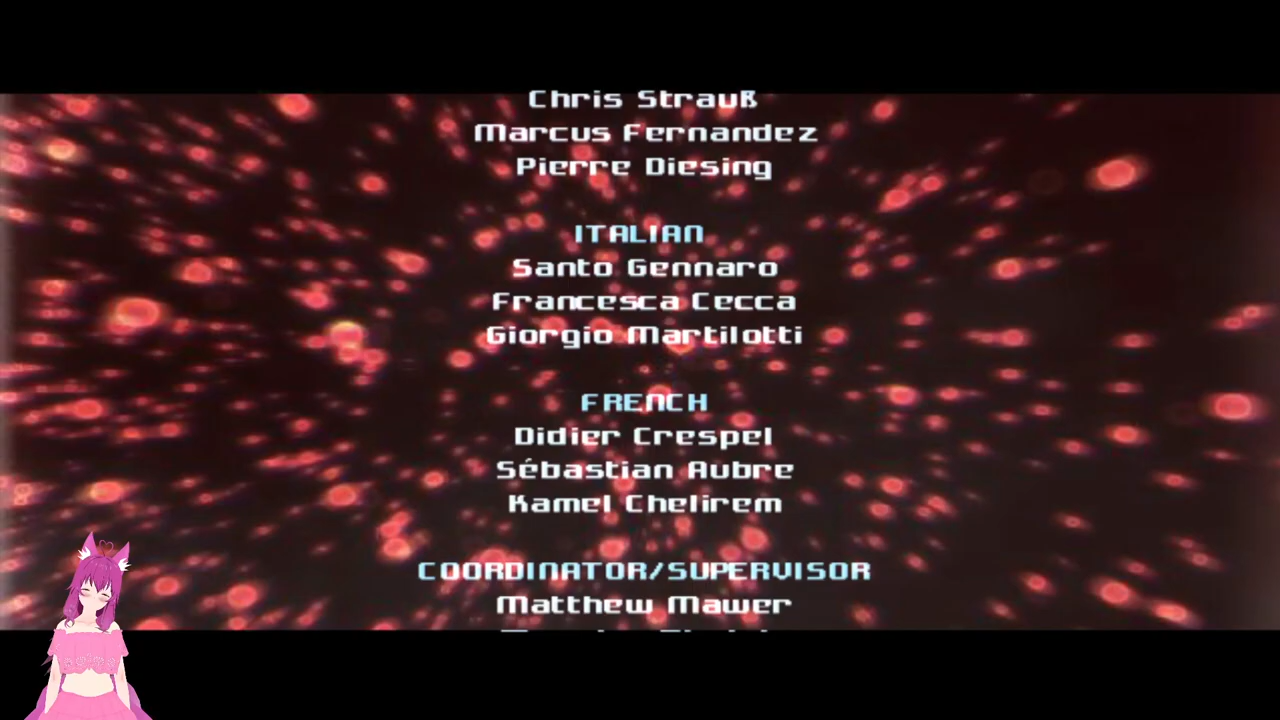 Chris Strauß
Marcus Fernandez
Pierre Diesing
ITALIAN
Santo Gennaro
Francesca Cecca
Giorgio Martilotti
FRENCH
Didier Crespel
Sébastian Aubre
Kamel Chelirem
COORDINATOR/SUPERVISOR
Matthew Mawer